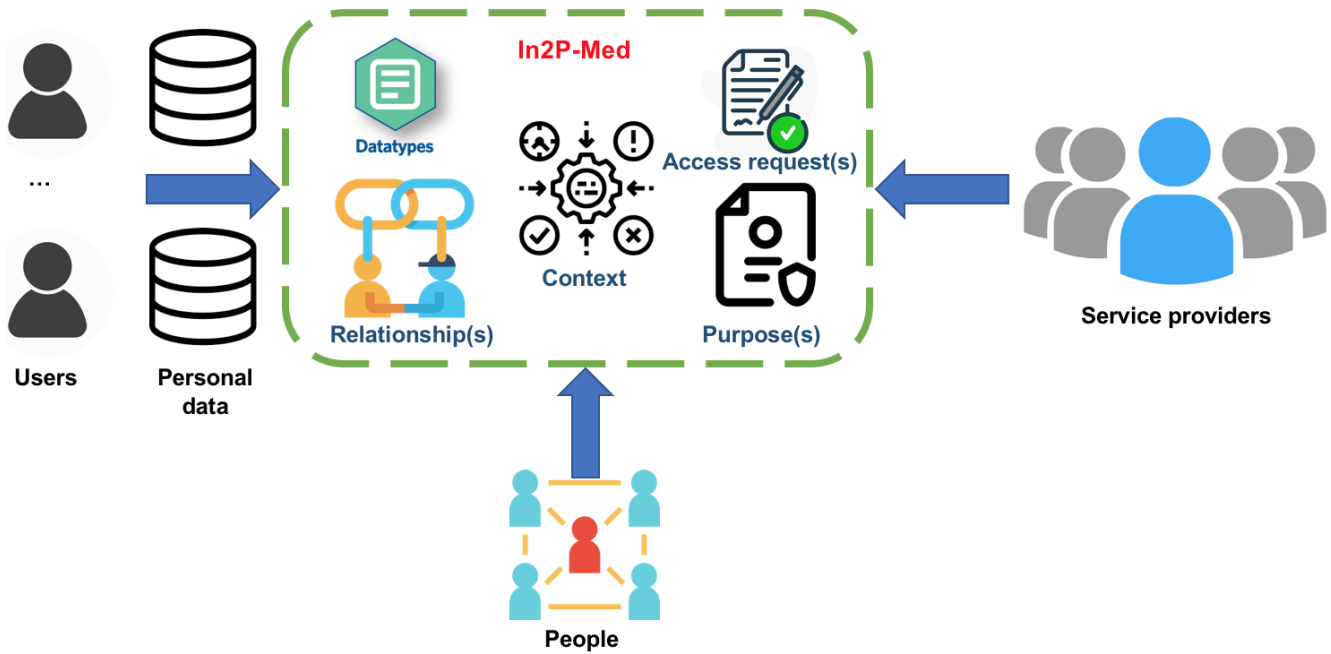 In2P-Med
Datatypes
Access request(s)
...
Context
Relationship(s)
Purpose(s)
Service providers
Users
Personal
data
People